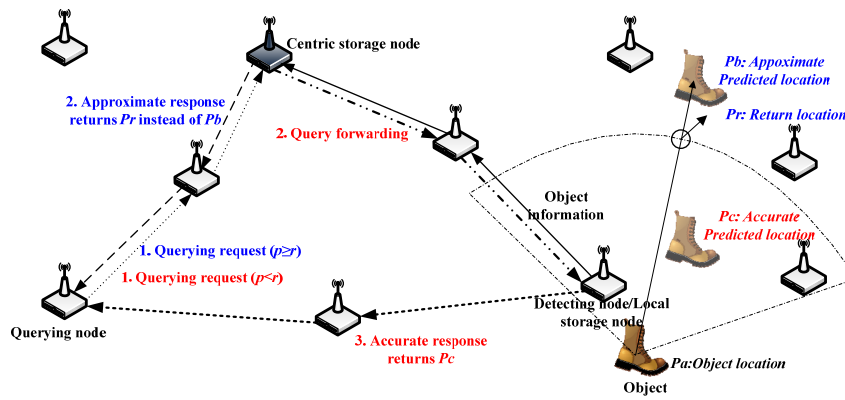 Centric storage node
Pb: Appoximate
Predicted location
2. Approximate response
returns Pr instead of Pb
Pr: Return location
2. Query forwarding
Object
information
Pc: Accurate
Predicted location
1. Querying request (p≥r)
1. Querying request (p<r)
Detecting node/Local
storage node
Querying node
3. Accurate response
returns Pc
Pa:Object location
Object